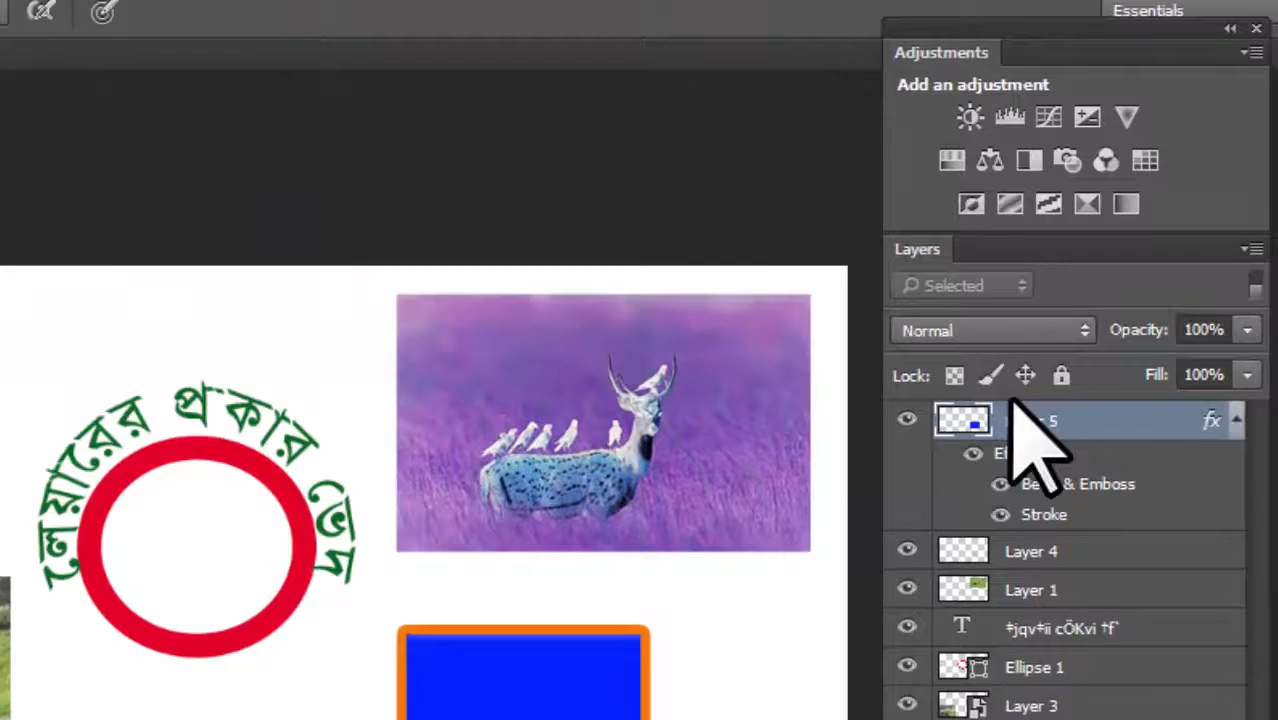 Essentials
Adjustments
Add an adjustment
Layers
Selected
Normal
Opacity: 100%
Lock:
Fill: 100%
5
fx
& Emboss
Stroke
Layer 4
Layer 1
T ‡jqv‡ii cÖKvi †f`
Ellipse 1
Layer 3
লেয়ারের প্রকার ভেদ